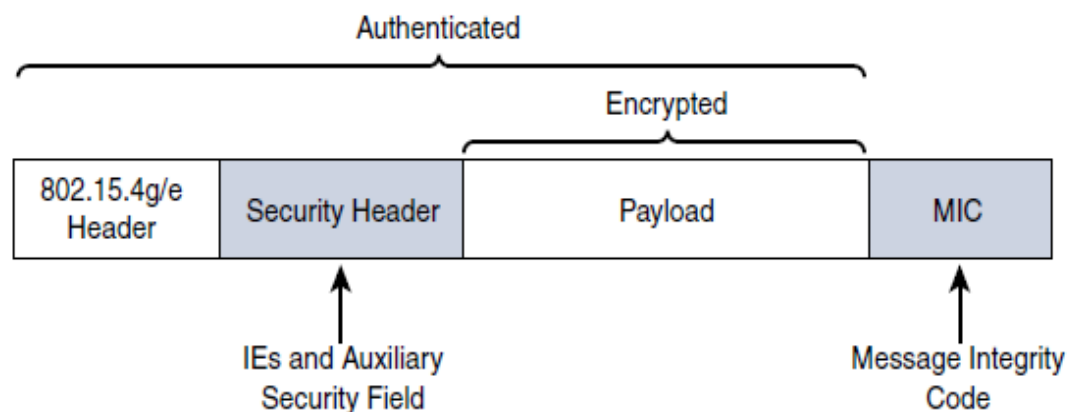 Authenticated
Encrypted
802.15.4g/e
Header
Security Header
Payload
MIC
IEs and Auxiliary
Security Field
Message Integrity
Code